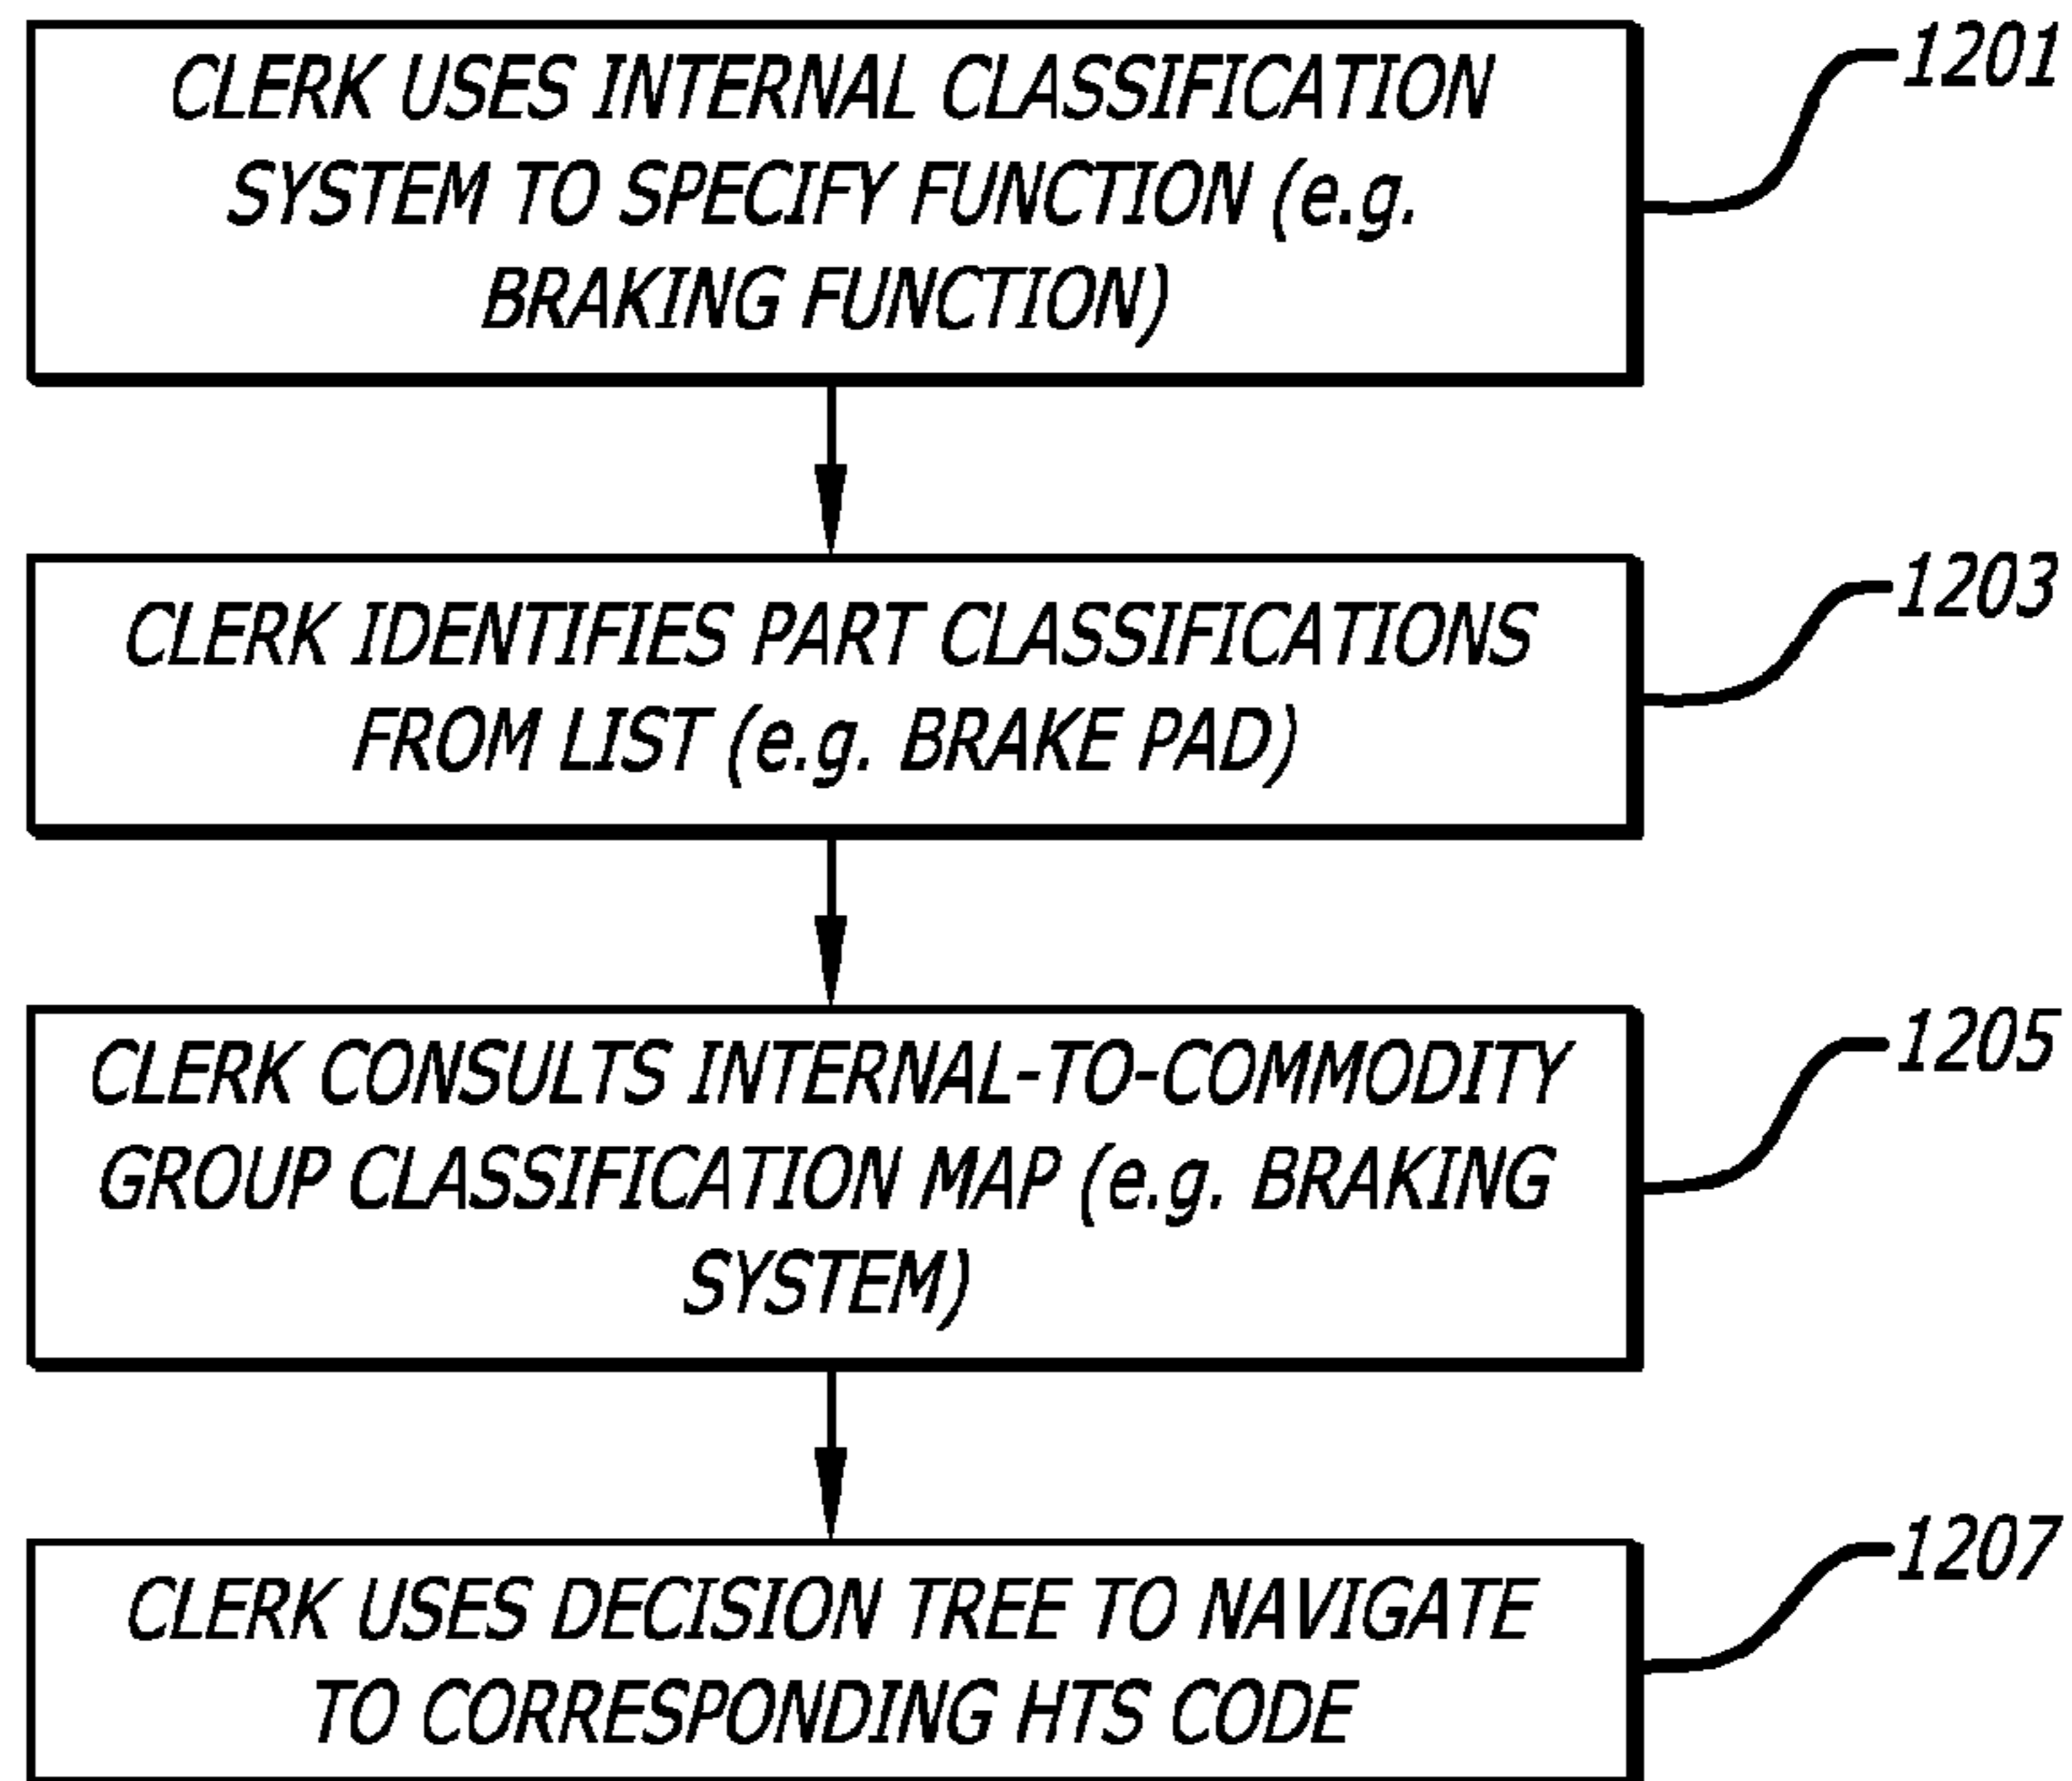 CLERK USES INTERNAL CLASSIFICATION
SYSTEM TO SPECIFY FUNCTION (e.g.
BRAKING FUNCTION)
1201
CLERK IDENTIFIES PART CLASSIFICATIONS
FROM LIST (e.g. BRAKE PAD)
1203
CLERK CONSULTS INTERNAL-TO-COMMODITY
GROUP CLASSIFICATION MAP (e.g. BRAKING
SYSTEM)
1205
CLERK USES DECISION TREE TO NAVIGATE
TO CORRESPONDING HTS CODE
1207